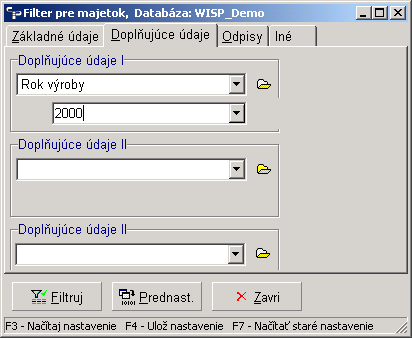 Filter pre majetok, Databáza: WISP_Demo
Základné údaje Doplňujúce údaje Odpisy Iné
Doplňujúce údaje I
Rok výroby
2000
Doplňujúce údaje II
Doplňujúce údaje II
Filtruj Prednast. Zavri
F3 - Načítaj nastavenie F4 - Ulož nastavenie F7 - Načítať staré nastavenie